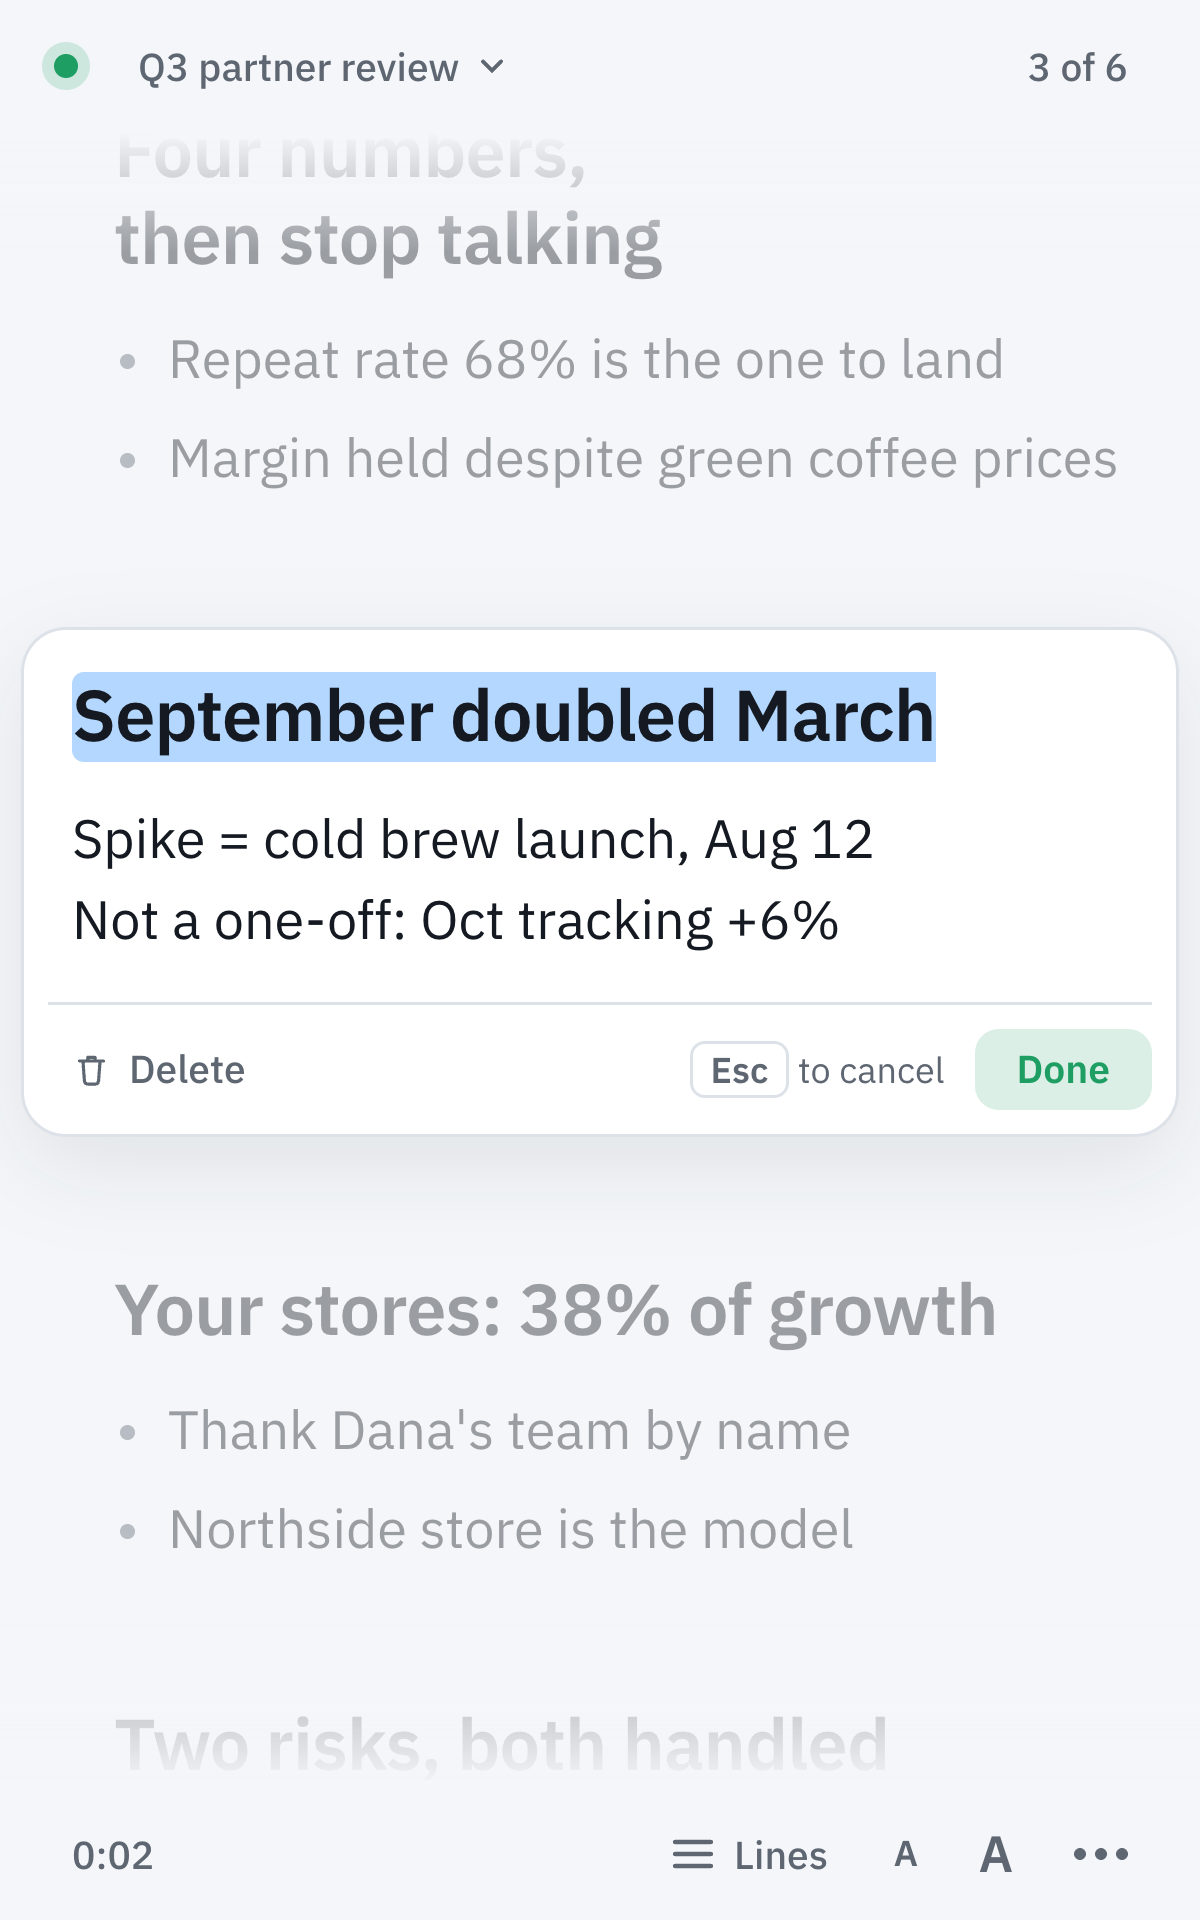 Q3 partner review
3 of 6
Four numbers,
then stop talking
• Repeat rate 68% is the one to land
• Margin held despite green coffee prices
September doubled March
Spike = cold brew launch, Aug 12
Not a one-off: Oct tracking +6%
Delete
Esc to cancel
Done
Your stores: 38% of growth
• Thank Dana's team by name
• Northside store is the model
Two risks, both handled
0:02
Lines
A
A